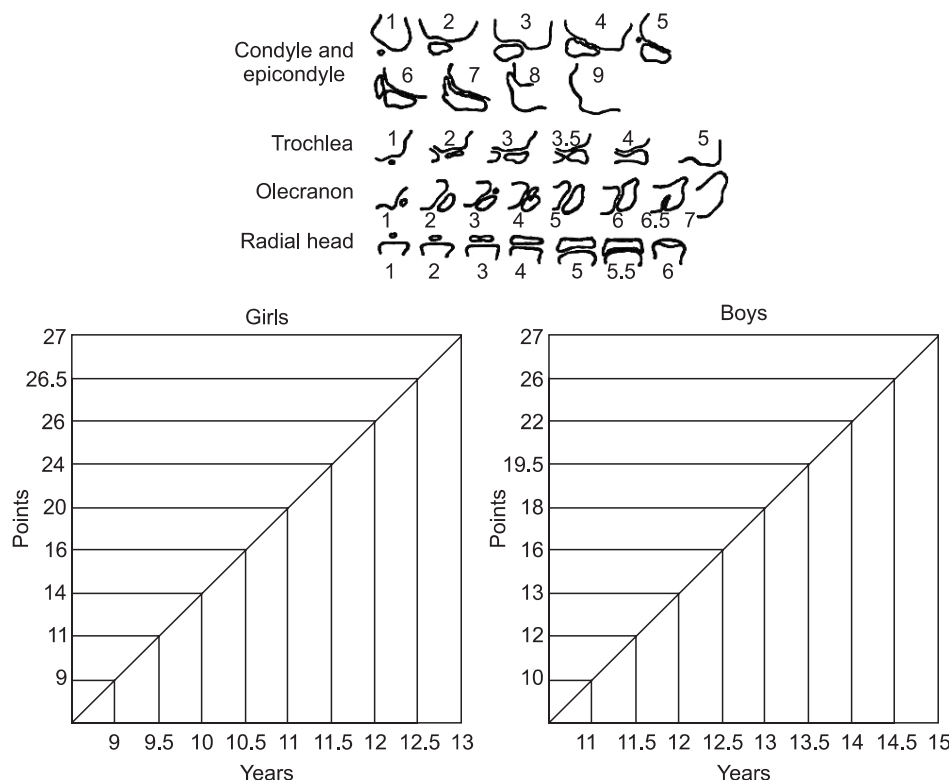 1 2 3 4 5
Condyle and
epicondyle
6 7 8 9
Trochlea
1 2 3 3.5 4 5
Olecranon
1 2 3 4 5 6 6.5 7
Radial head
1 2 3 4 5 5.5 6
Girls
27
26.5
26
24
20
16
14
11
9
Points
9 9.5 10 10.5 11 11.5 12 12.5 13
Years
Boys
27
26
22
19.5
18
16
13
12
10
Points
11 11.5 12 12.5 13 13.5 14 14.5 15
Years